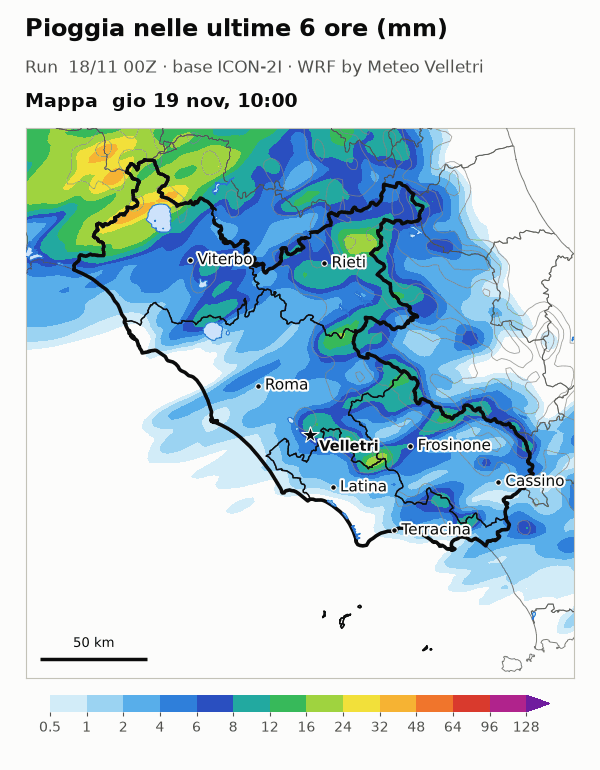 Pioggia nelle ultime 6 ore (mm)
Run  18/11 00Z · base ICON-2I · WRF by Meteo Velletri
Mappa  gio 19 nov, 10:00
Viterbo
Rieti
Roma
Velletri
Frosinone
Latina
Cassino
Terracina
50 km
0.5 1 2 4 6 8 12 16 24 32 48 64 96 128